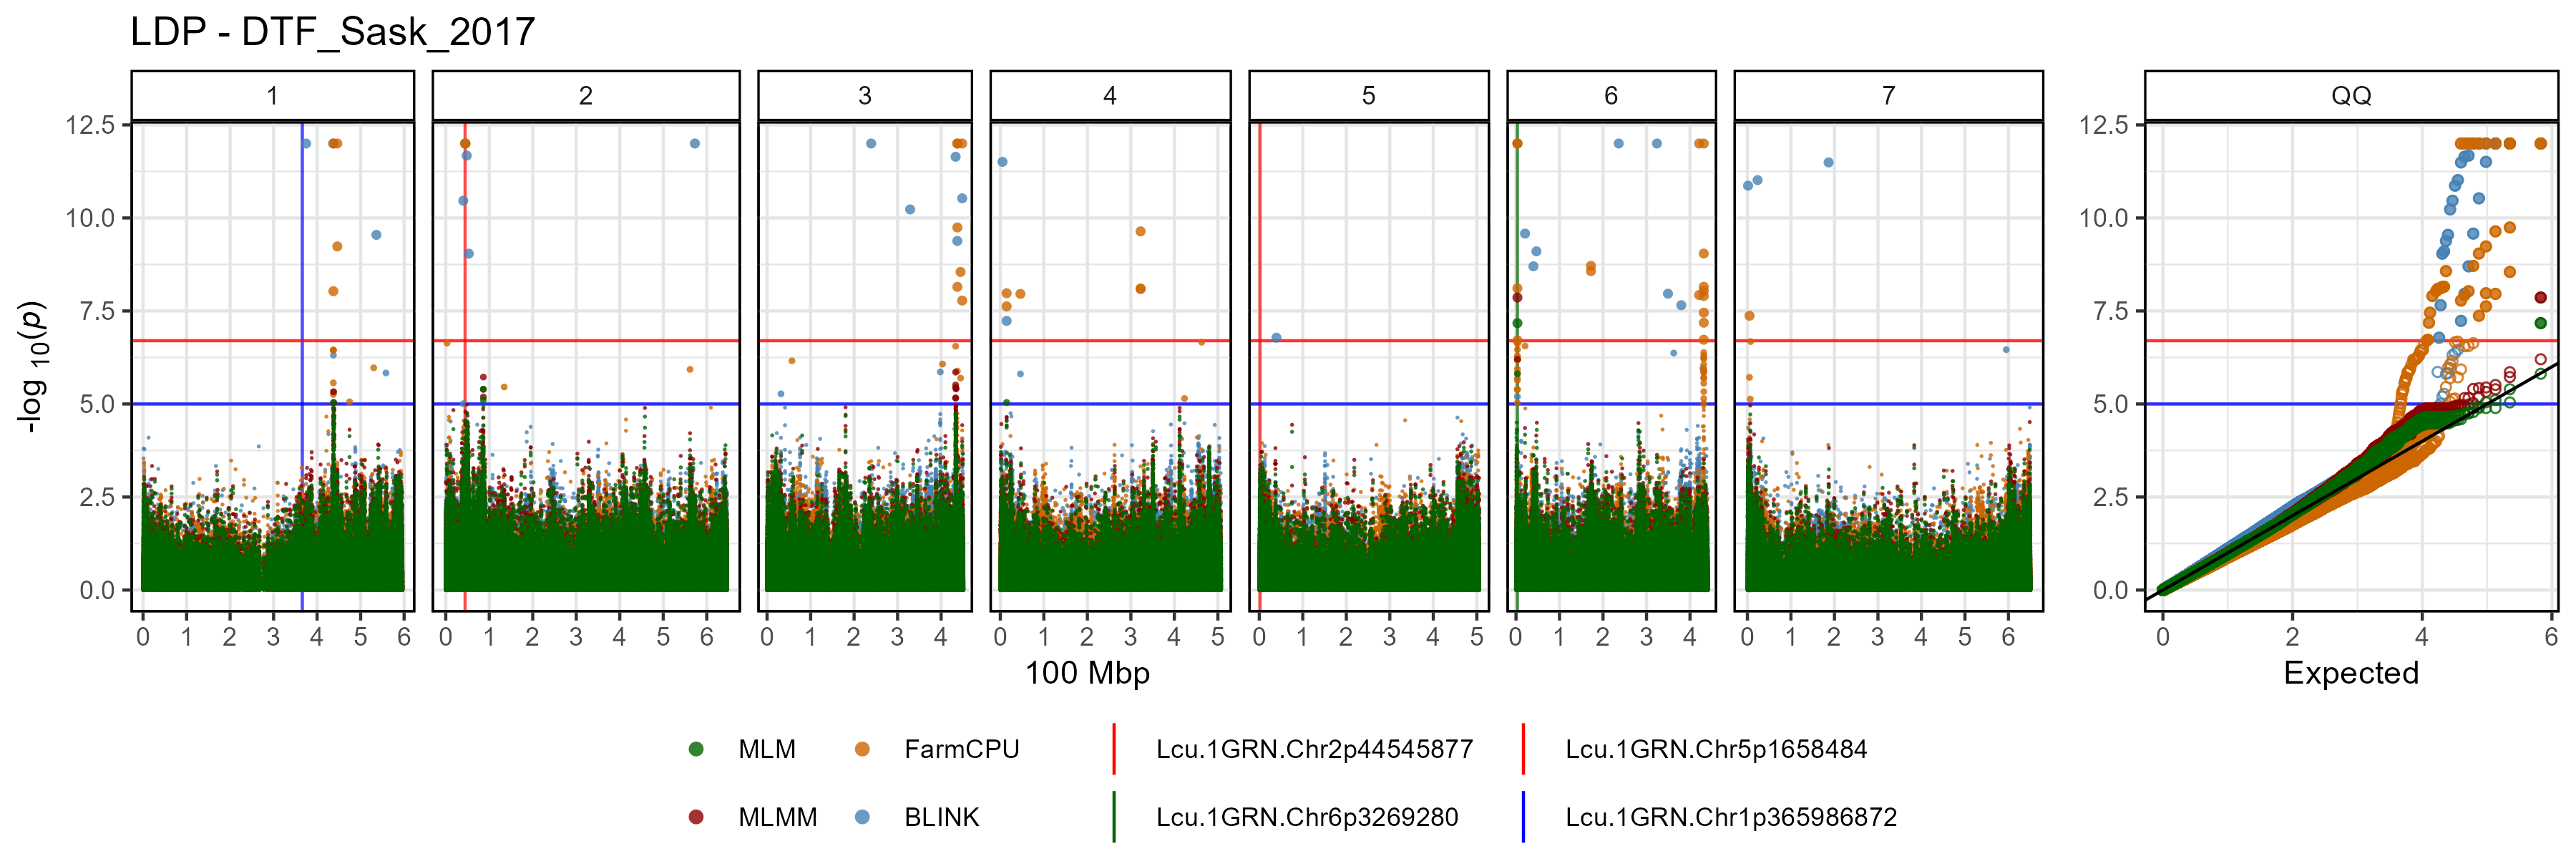 LDP - DTF_Sask_2017
1 2 3 4 5 6 7 QQ
12.5 10.0 7.5 5.0 2.5 0.0
-log 10(p)
12.5 10.0 7.5 5.0 2.5 0.0
0 1 2 3 4 5 6 0 1 2 3 4 5 6 0 1 2 3 4 0 1 2 3 4 5 0 1 2 3 4 5 0 1 2 3 4 0 1 2 3 4 5 6 0 2 4 6
100 Mbp Expected
MLM FarmCPU Lcu.1GRN.Chr2p44545877 Lcu.1GRN.Chr5p1658484
MLMM BLINK Lcu.1GRN.Chr6p3269280 Lcu.1GRN.Chr1p365986872